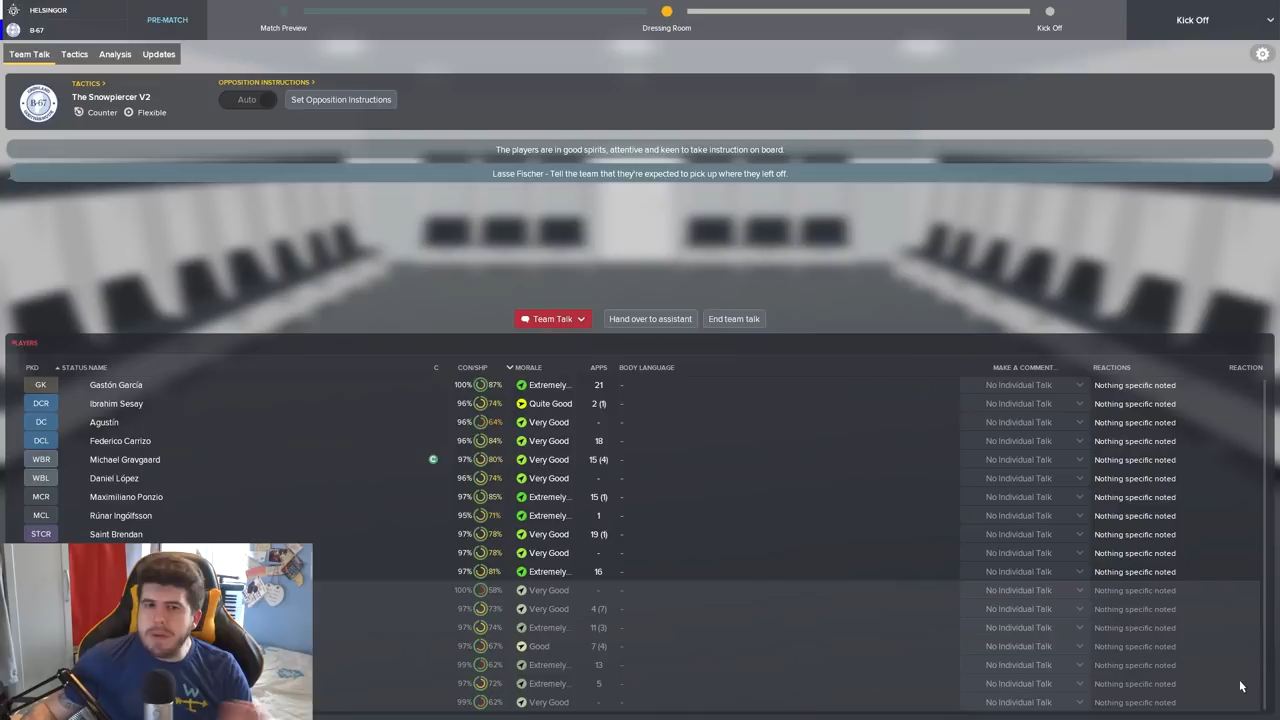 HELSINGOR
B-67
PRE-MATCH
Match Preview
Dressing Room
Kick Off
Kick Off
Team Talk Tactics Analysis Updates
TACTICS >
The Snowpiercer V2
Counter Flexible
OPPOSITION INSTRUCTIONS >
Auto Set Opposition Instructions
B-67
The players are in good spirits, attentive and keen to take instruction on board.
Lasse Fischer - Tell the team that they're expected to pick up where they left off.
Team Talk Hand over to assistant End team talk
PLAYERS
PKD STATUS NAME C CON/SHP MORALE APPS BODY LANGUAGE MAKE A COMMENT... REACTIONS REACTION
GK Gastón García 100% 87% Extremely... 21 - No Individual Talk Nothing specific noted
DCR Ibrahim Sesay 96% 74% Quite Good 2 (1) - No Individual Talk Nothing specific noted
DC Agustín 96% 64% Very Good - - No Individual Talk Nothing specific noted
DCL Federico Carrizo 96% 84% Very Good 18 - No Individual Talk Nothing specific noted
WBR Michael Gravgaard C 97% 80% Very Good 15 (4) - No Individual Talk Nothing specific noted
WBL Daniel López 96% 74% Very Good - - No Individual Talk Nothing specific noted
MCR Maximiliano Ponzio 97% 85% Extremely... 15 (1) - No Individual Talk Nothing specific noted
MCL Rúnar Ingólfsson 95% 71% Extremely... 1 - No Individual Talk Nothing specific noted
STCR Saint Brendan 97% 78% Very Good 19 (1) - No Individual Talk Nothing specific noted
97% 78% Very Good - - No Individual Talk Nothing specific noted
97% 81% Extremely... 16 - No Individual Talk Nothing specific noted
100% 58% Very Good - - No Individual Talk Nothing specific noted
97% 73% Very Good 4 (7) - No Individual Talk Nothing specific noted
97% 74% Extremely... 11 (3) - No Individual Talk Nothing specific noted
97% 67% Good 7 (4) - No Individual Talk Nothing specific noted
99% 62% Extremely... 13 - No Individual Talk Nothing specific noted
97% 72% Extremely... 5 - No Individual Talk Nothing specific noted
99% 62% Very Good - - No Individual Talk Nothing specific noted